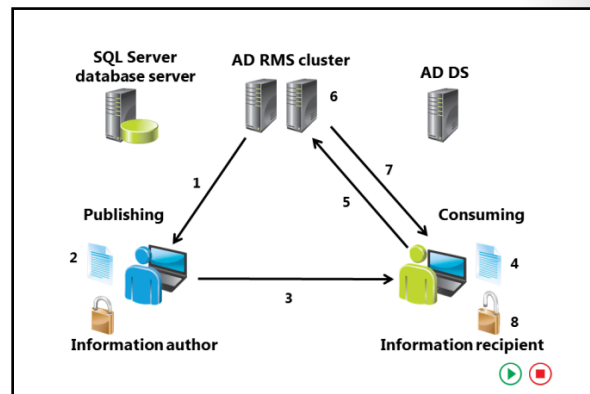 SQL Server
database server
AD RMS cluster
AD DS
6
1
7
5
Publishing
Consuming
2
4
3
8
Information author
Information recipient